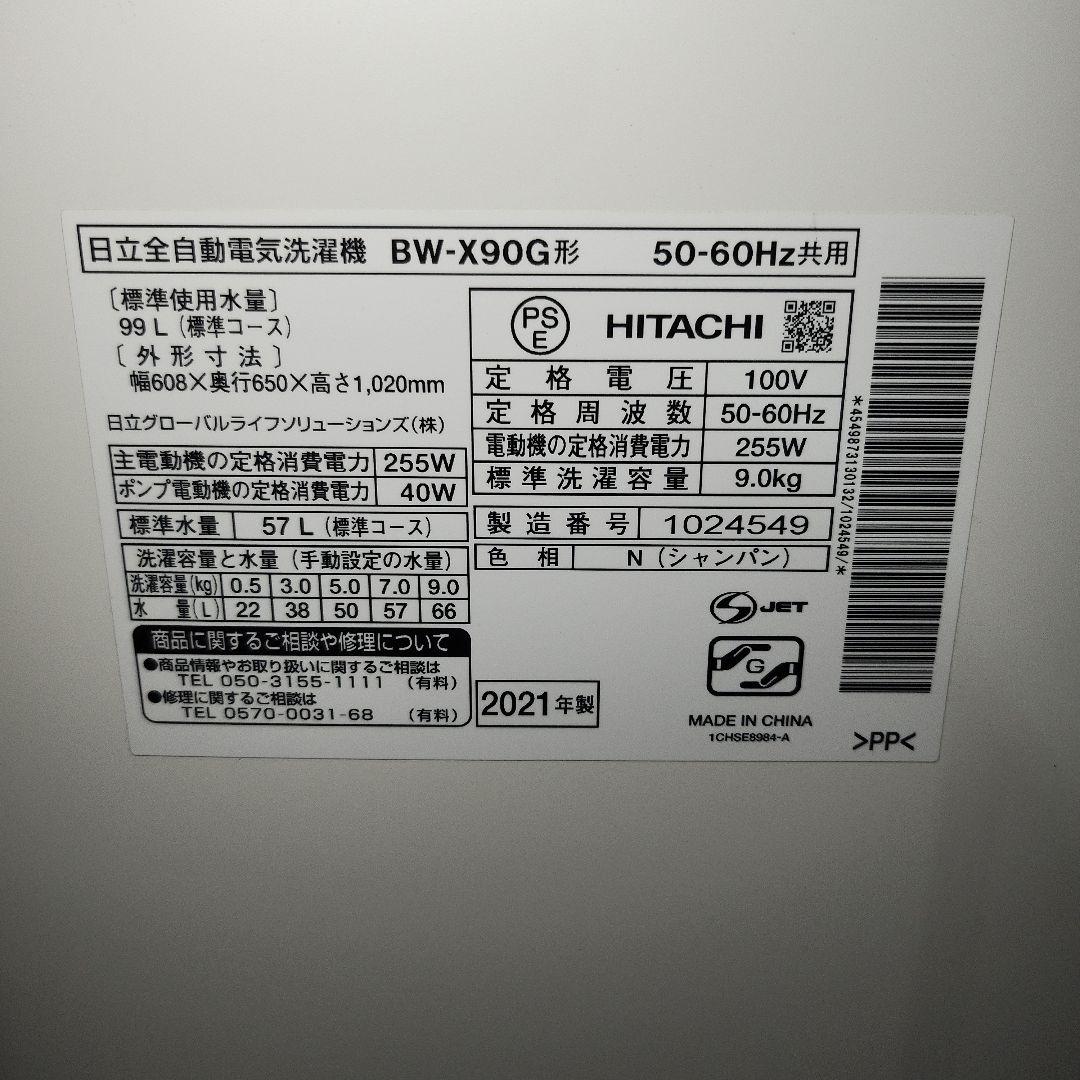 日立全自動電気洗濯機 BW-X90G形 50-60Hz共用
〔標準使用水量〕
99 L (標準コース)
〔外形寸法〕
幅608×奥行650×高さ1,020mm
日立グローバルライフソリューションズ(株)
主電動機の定格消費電力 255W
ポンプ電動機の定格消費電力 40W
標準水量 57 L (標準コース)
洗濯容量と水量 (手動設定の水量)
洗濯容量(kg) 0.5 3.0 5.0 7.0 9.0
水量(L) 22 38 50 57 66
商品に関するご相談や修理について
●商品情報やお取り扱いに関するご相談は
TEL 050-3155-1111 (有料)
●修理に関するご相談は
TEL 0570-0031-68 (有料)
PS E HITACHI
定格電圧 100V
定格周波数 50-60Hz
電動機の定格消費電力 255W
標準洗濯容量 9.0kg
製造番号 1024549
色相 N (シャンパン)
S JET
G
2021年製
MADE IN CHINA
1CHSE8984-A
>PP<
*4549873130132/1024549/*